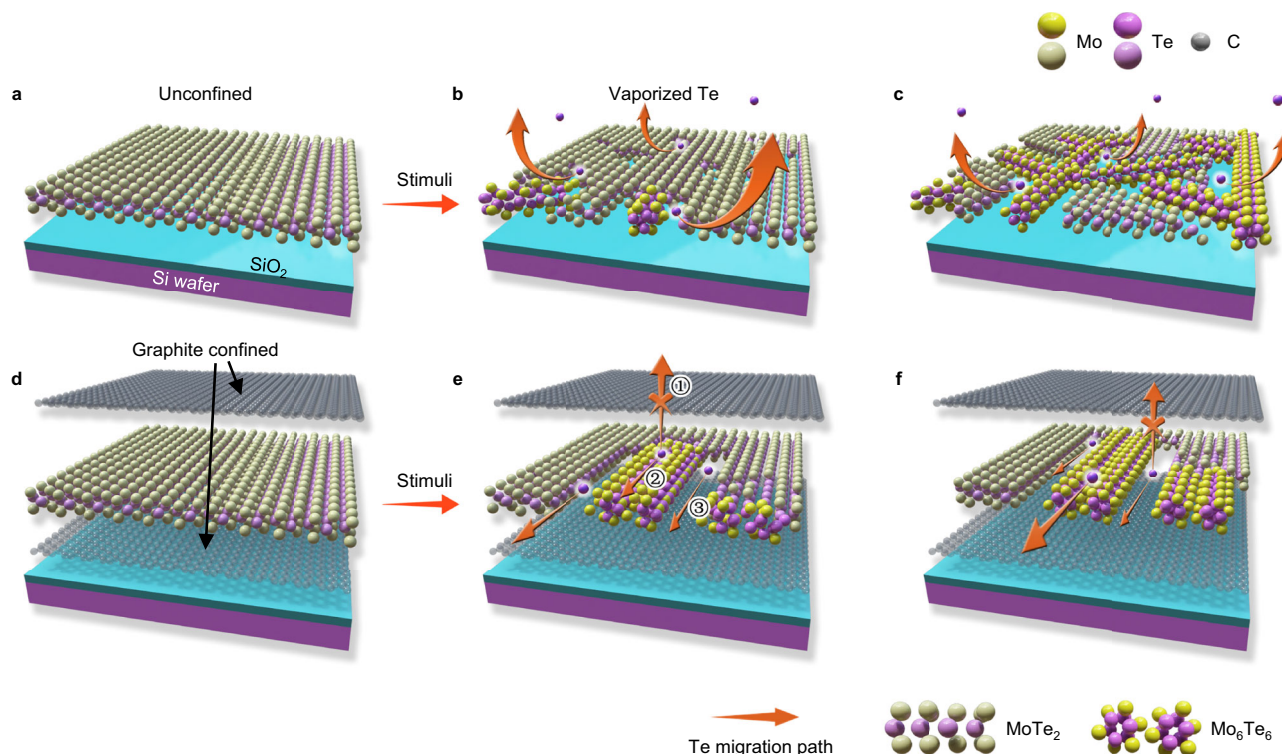 Mo Te C
a Unconfined b Vaporized Te c
Stimuli
SiO₂
Si wafer
Graphite confined
d e f
①
②
③
Stimuli
Te migration path
MoTe₂
Mo₆Te₆